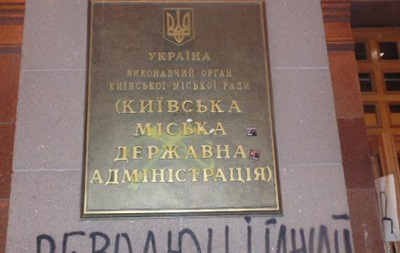 УКРАЇНА
ВИКОНАВЧИЙ ОРГАН
КИЇВСЬКОЇ МІСЬКОЇ РАДИ
(КИЇВСЬКА
МІСЬКА
ДЕРЖАВНА
АДМІНІСТРАЦІЯ)